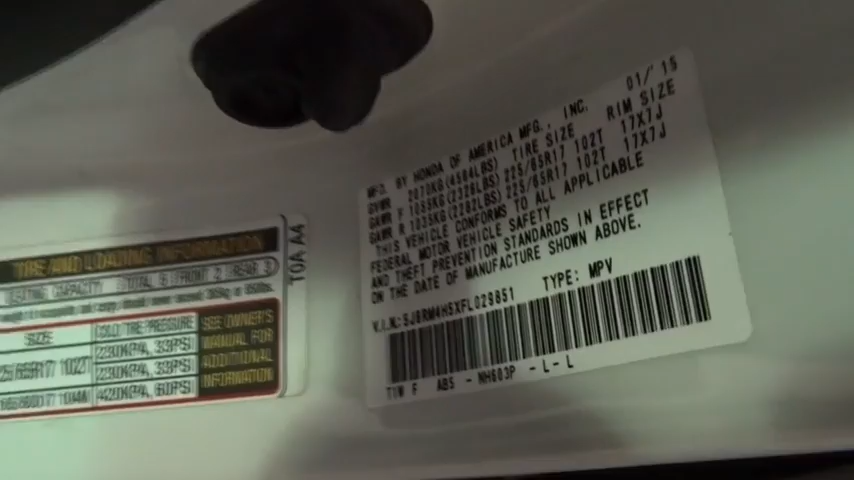 TIRE AND LOADING INFORMATION
SEATING CAPACITY TOTAL 5 FRONT 2 REAR 3
SIZE COLD TIRE PRESSURE SEE OWNER'S
MANUAL FOR
ADDITIONAL
INFORMATION
230KPA, 33PSI
230KPA, 33PSI
420KPA, 60PSI
T0A A4
MFD. BY HONDA OF AMERICA MFG., INC. 01/'15
GVWR 2070KG(4564LBS) TIRE SIZE RIM SIZE
GAWR F 1055KG(2326LBS) 225/65R17 102T 17X7J
GAWR R 1035KG(2282LBS) 225/65R17 102T 17X7J
THIS VEHICLE CONFORMS TO ALL APPLICABLE
FEDERAL MOTOR VEHICLE SAFETY
AND THEFT PREVENTION STANDARDS IN EFFECT
ON THE DATE OF MANUFACTURE SHOWN ABOVE.
V.I.N.:5J8RM4H5XFL029851 TYPE: MPV
TIW F ABS - NH603P - L - L